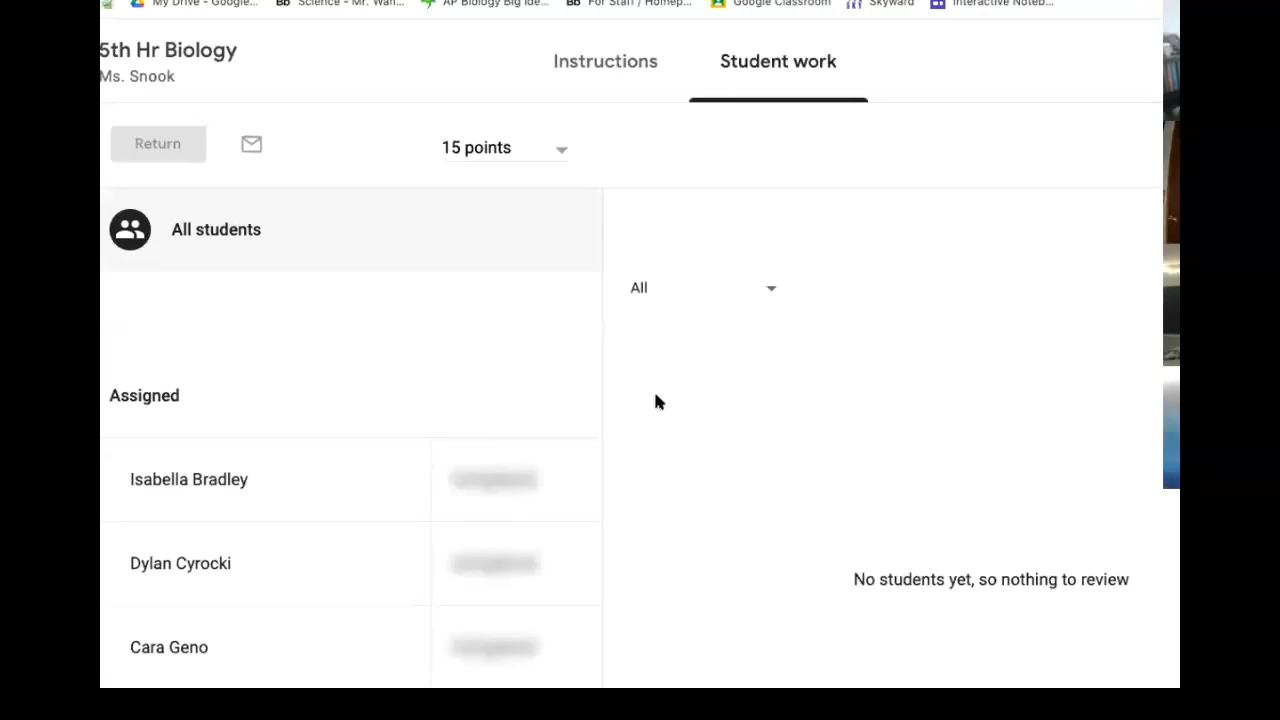 My Drive - Google... Bb Science - Mr. Wan... AP Biology Big Ide... Bb For Staff / Homep... Google Classroom Skyward Interactive Noteb...
5th Hr Biology
Ms. Snook
Instructions Student work
Return 15 points
All students
All
Assigned
Isabella Bradley
Dylan Cyrocki
No students yet, so nothing to review
Cara Geno